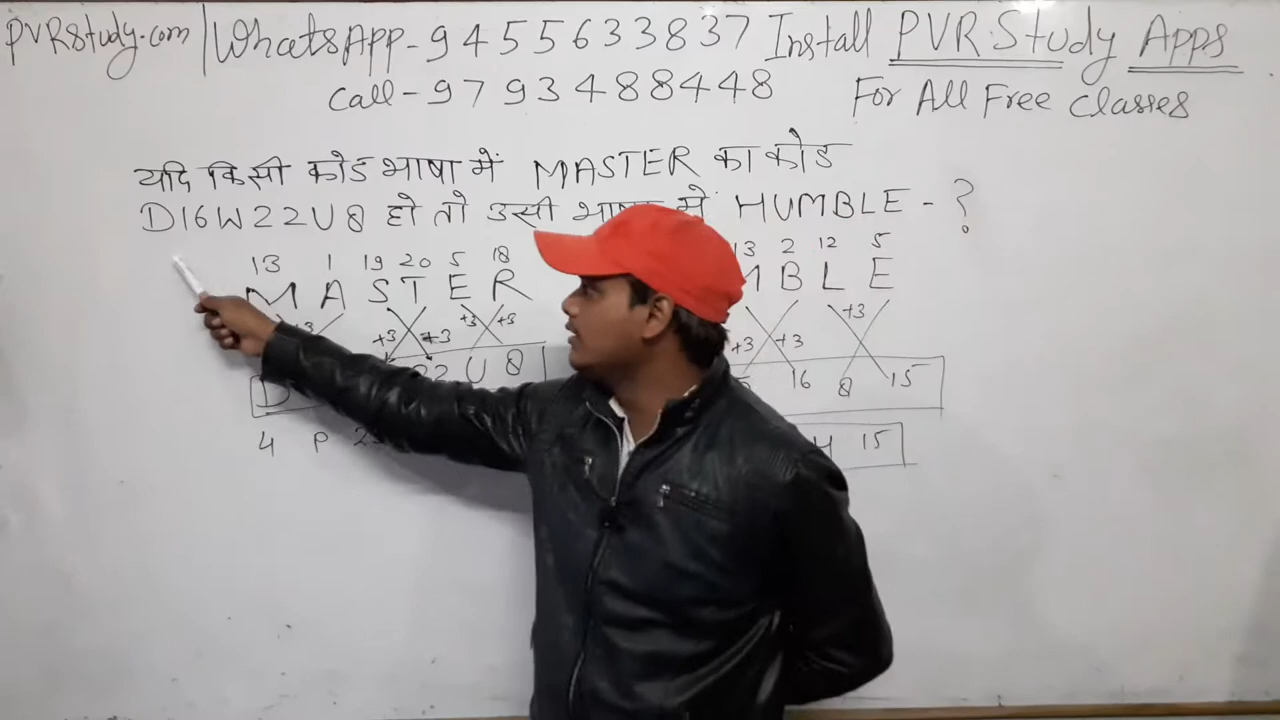 PVRStudy.com | WhatsApp - 9455633837 Install PVR Study Apps
Call - 9793488448 For All Free Classes
यदि किसी कोड भाषा में MASTER का कोड
D16W22U8 हो तो उसी भाषा में HUMBLE - ?
13 1 19 20 5 18 13 2 12 5
M A S T E R B L E
+3 +3 +3 +3 +3 +3 +3
D 22 U 8 16 8 15
4 P 15